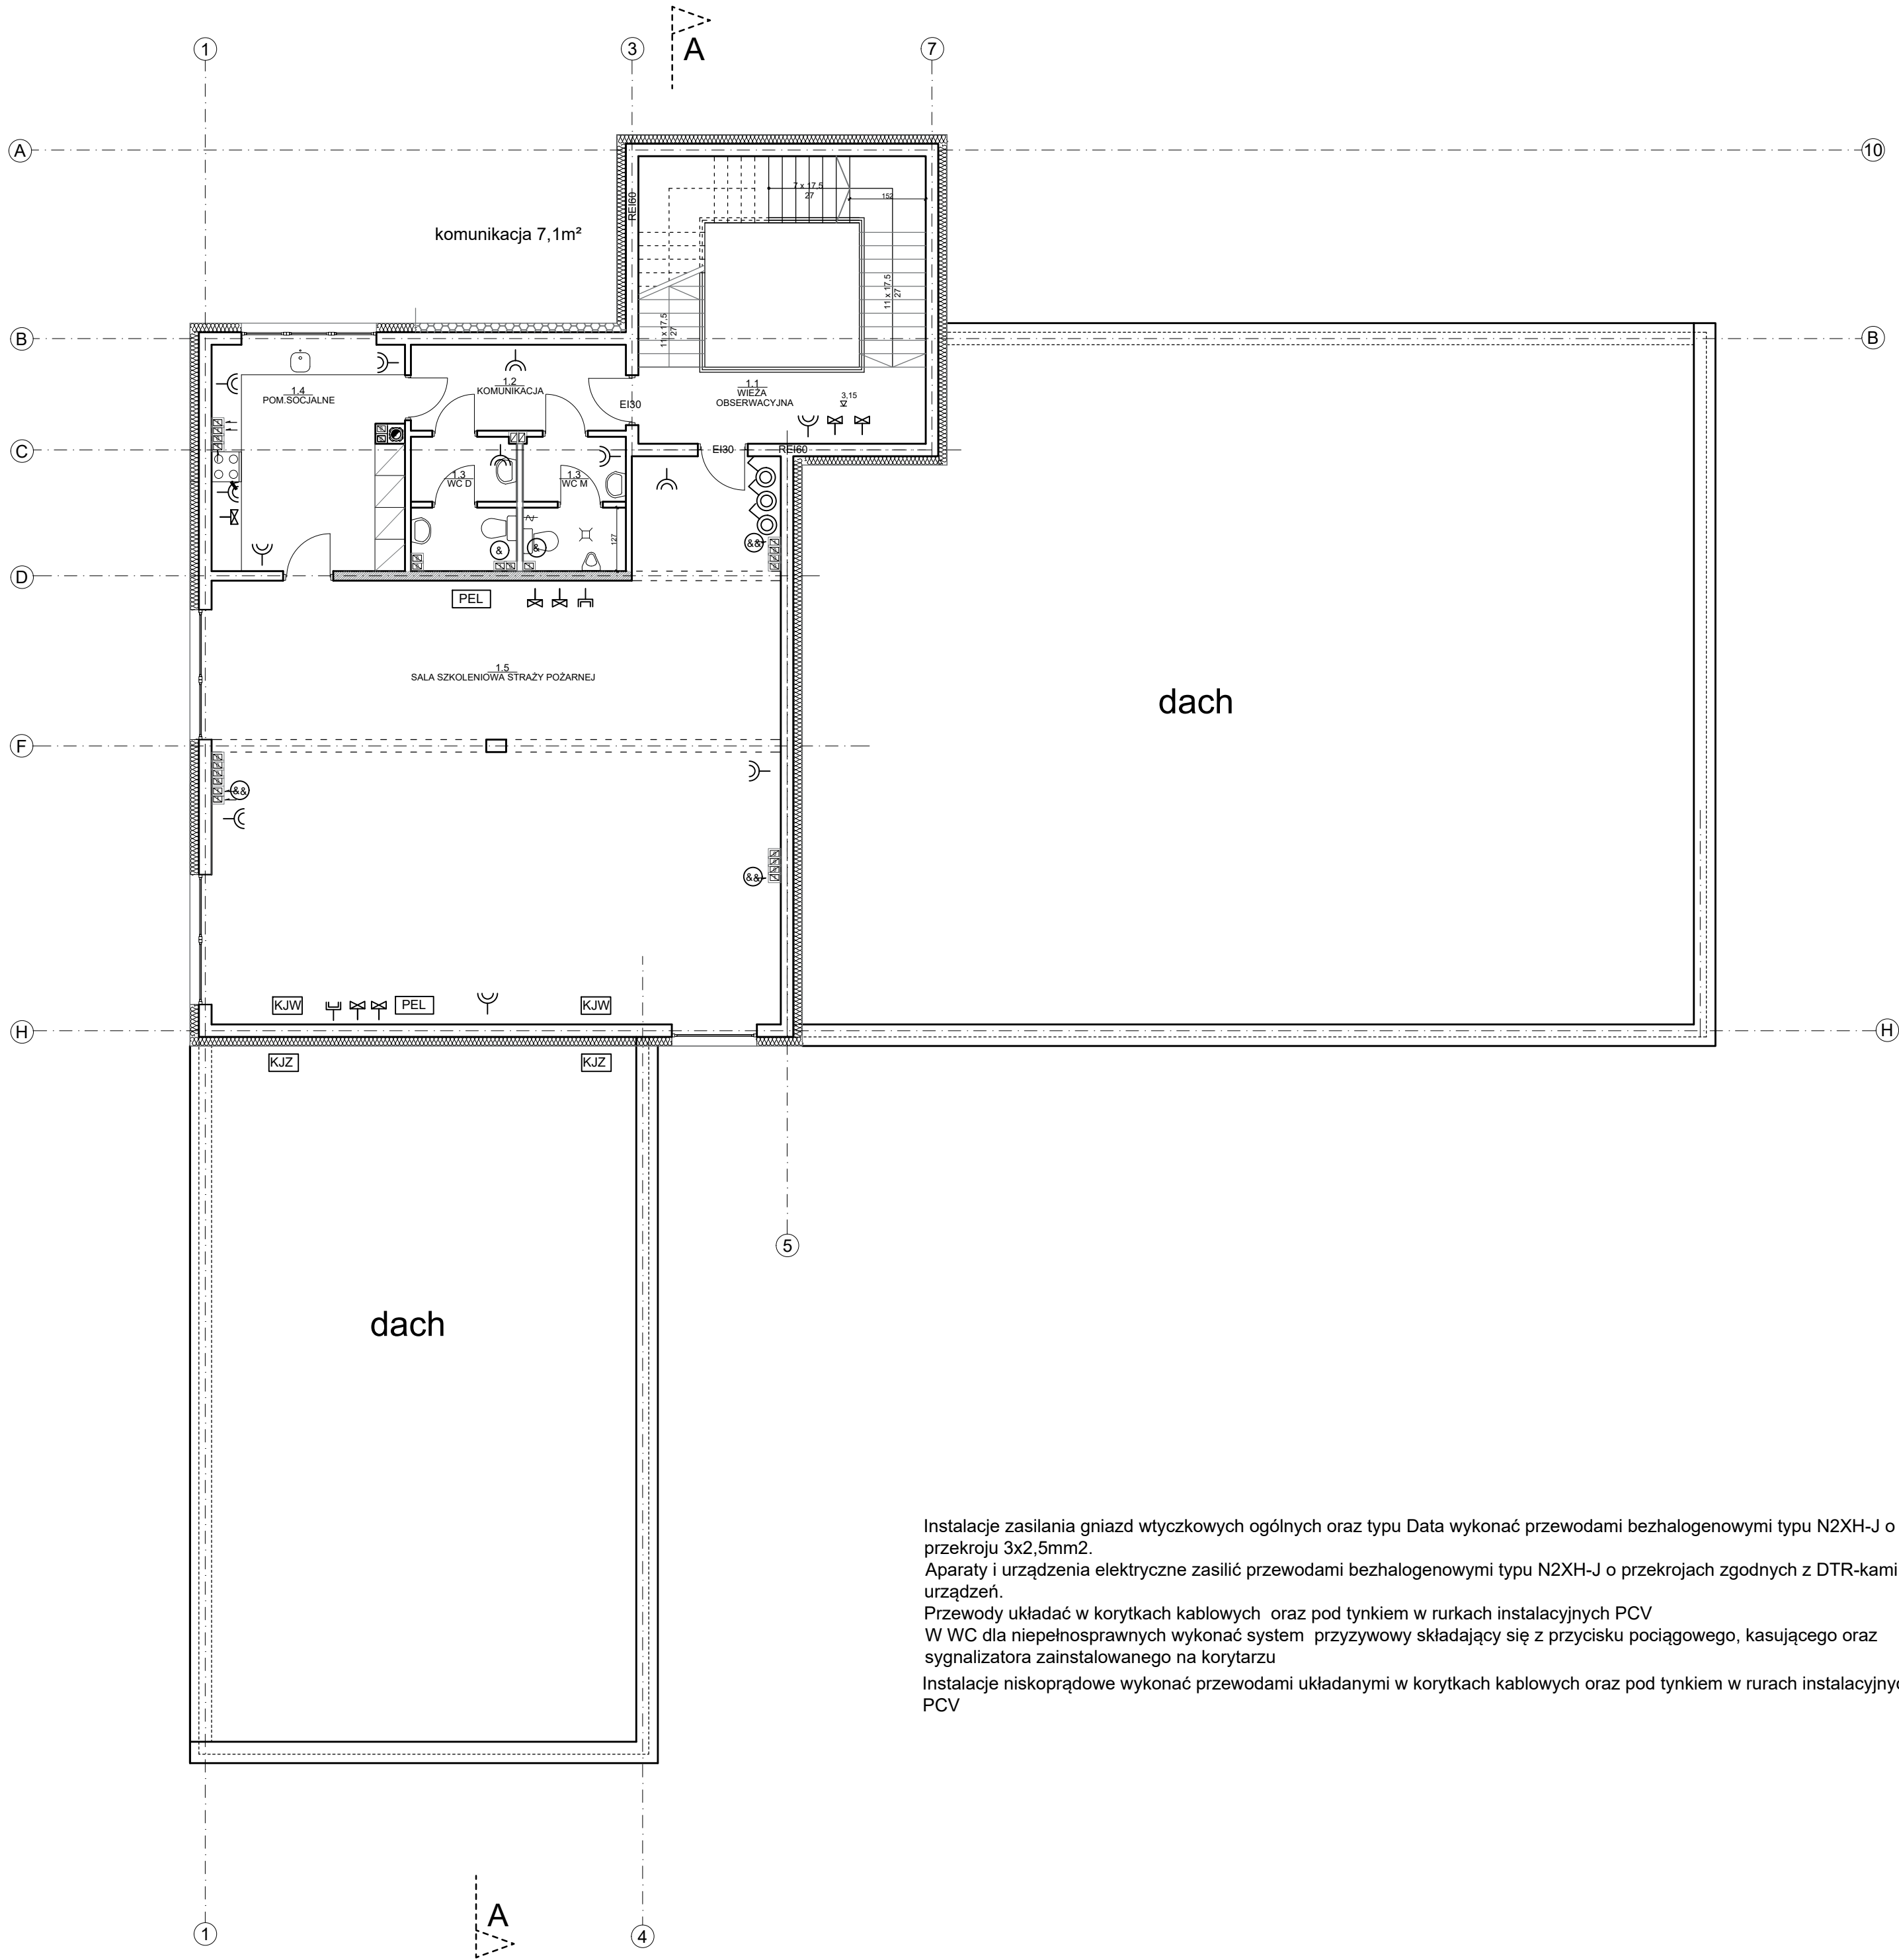 A
1
3
7
A
10
REI60
7 x 17,5
27
152
komunikacja 7,1m²
11 x 17,5
27
11 x 17,5
27
B
B
1.4
POM.SOCJALNE
1.2
KOMUNIKACJA
EI30
1.1
WIEŻA
OBSERWACYJNA
3,15
C
EI30
REI60
1.3
WC D
1.3
WC M
127
&
&
&&
D
PEL
1.5
SALA SZKOLENIOWA STRAŻY POŻARNEJ
dach
F
&&
&&
KJW
PEL
KJW
H
H
KJZ
KJZ
5
dach
Instalacje zasilania gniazd wtyczkowych ogólnych oraz typu Data wykonać przewodami bezhalogenowymi typu N2XH-J o
przekroju 3x2,5mm2.
Aparaty i urządzenia elektryczne zasilić przewodami bezhalogenowymi typu N2XH-J o przekrojach zgodnych z DTR-kami
urządzeń.
Przewody układać w korytkach kablowych oraz pod tynkiem w rurkach instalacyjnych PCV
W WC dla niepełnosprawnych wykonać system przyzywowy składający się z przycisku pociągowego, kasującego oraz
sygnalizatora zainstalowanego na korytarzu
Instalacje niskoprądowe wykonać przewodami układanymi w korytkach kablowych oraz pod tynkiem w rurach instalacyjny
PCV
A
1
4